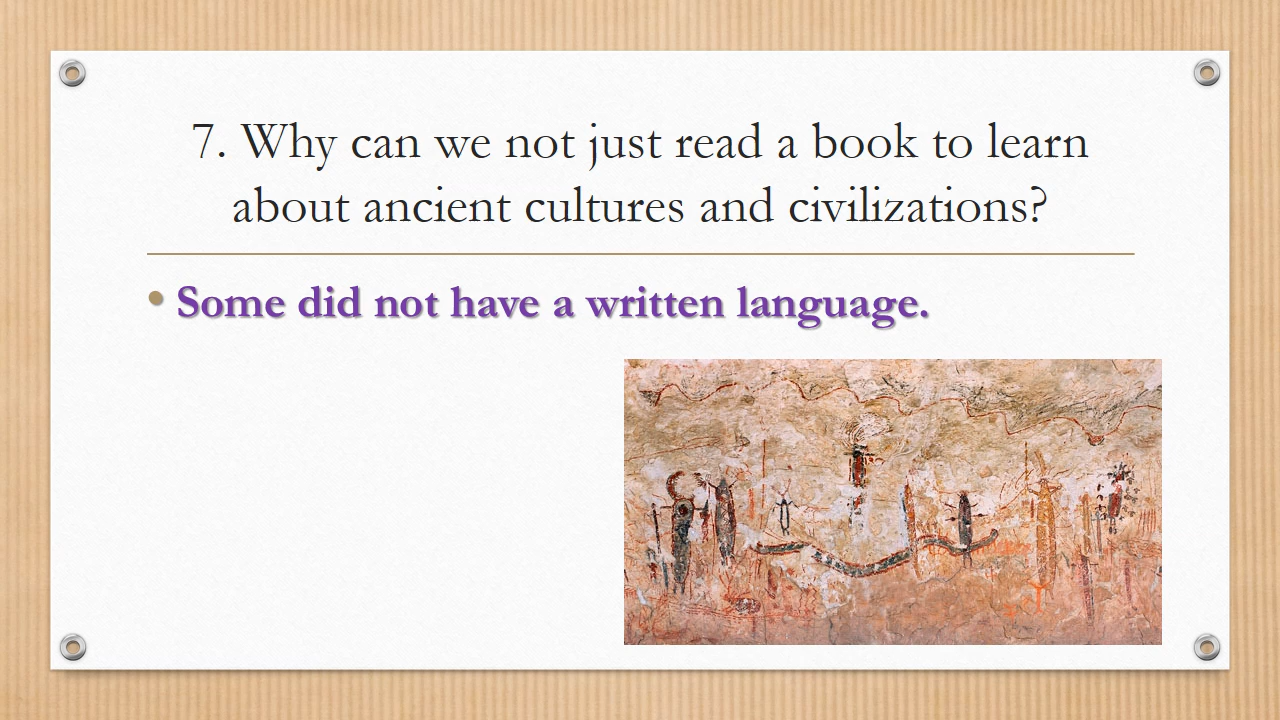 7. Why can we not just read a book to learn
about ancient cultures and civilizations?
• Some did not have a written language.